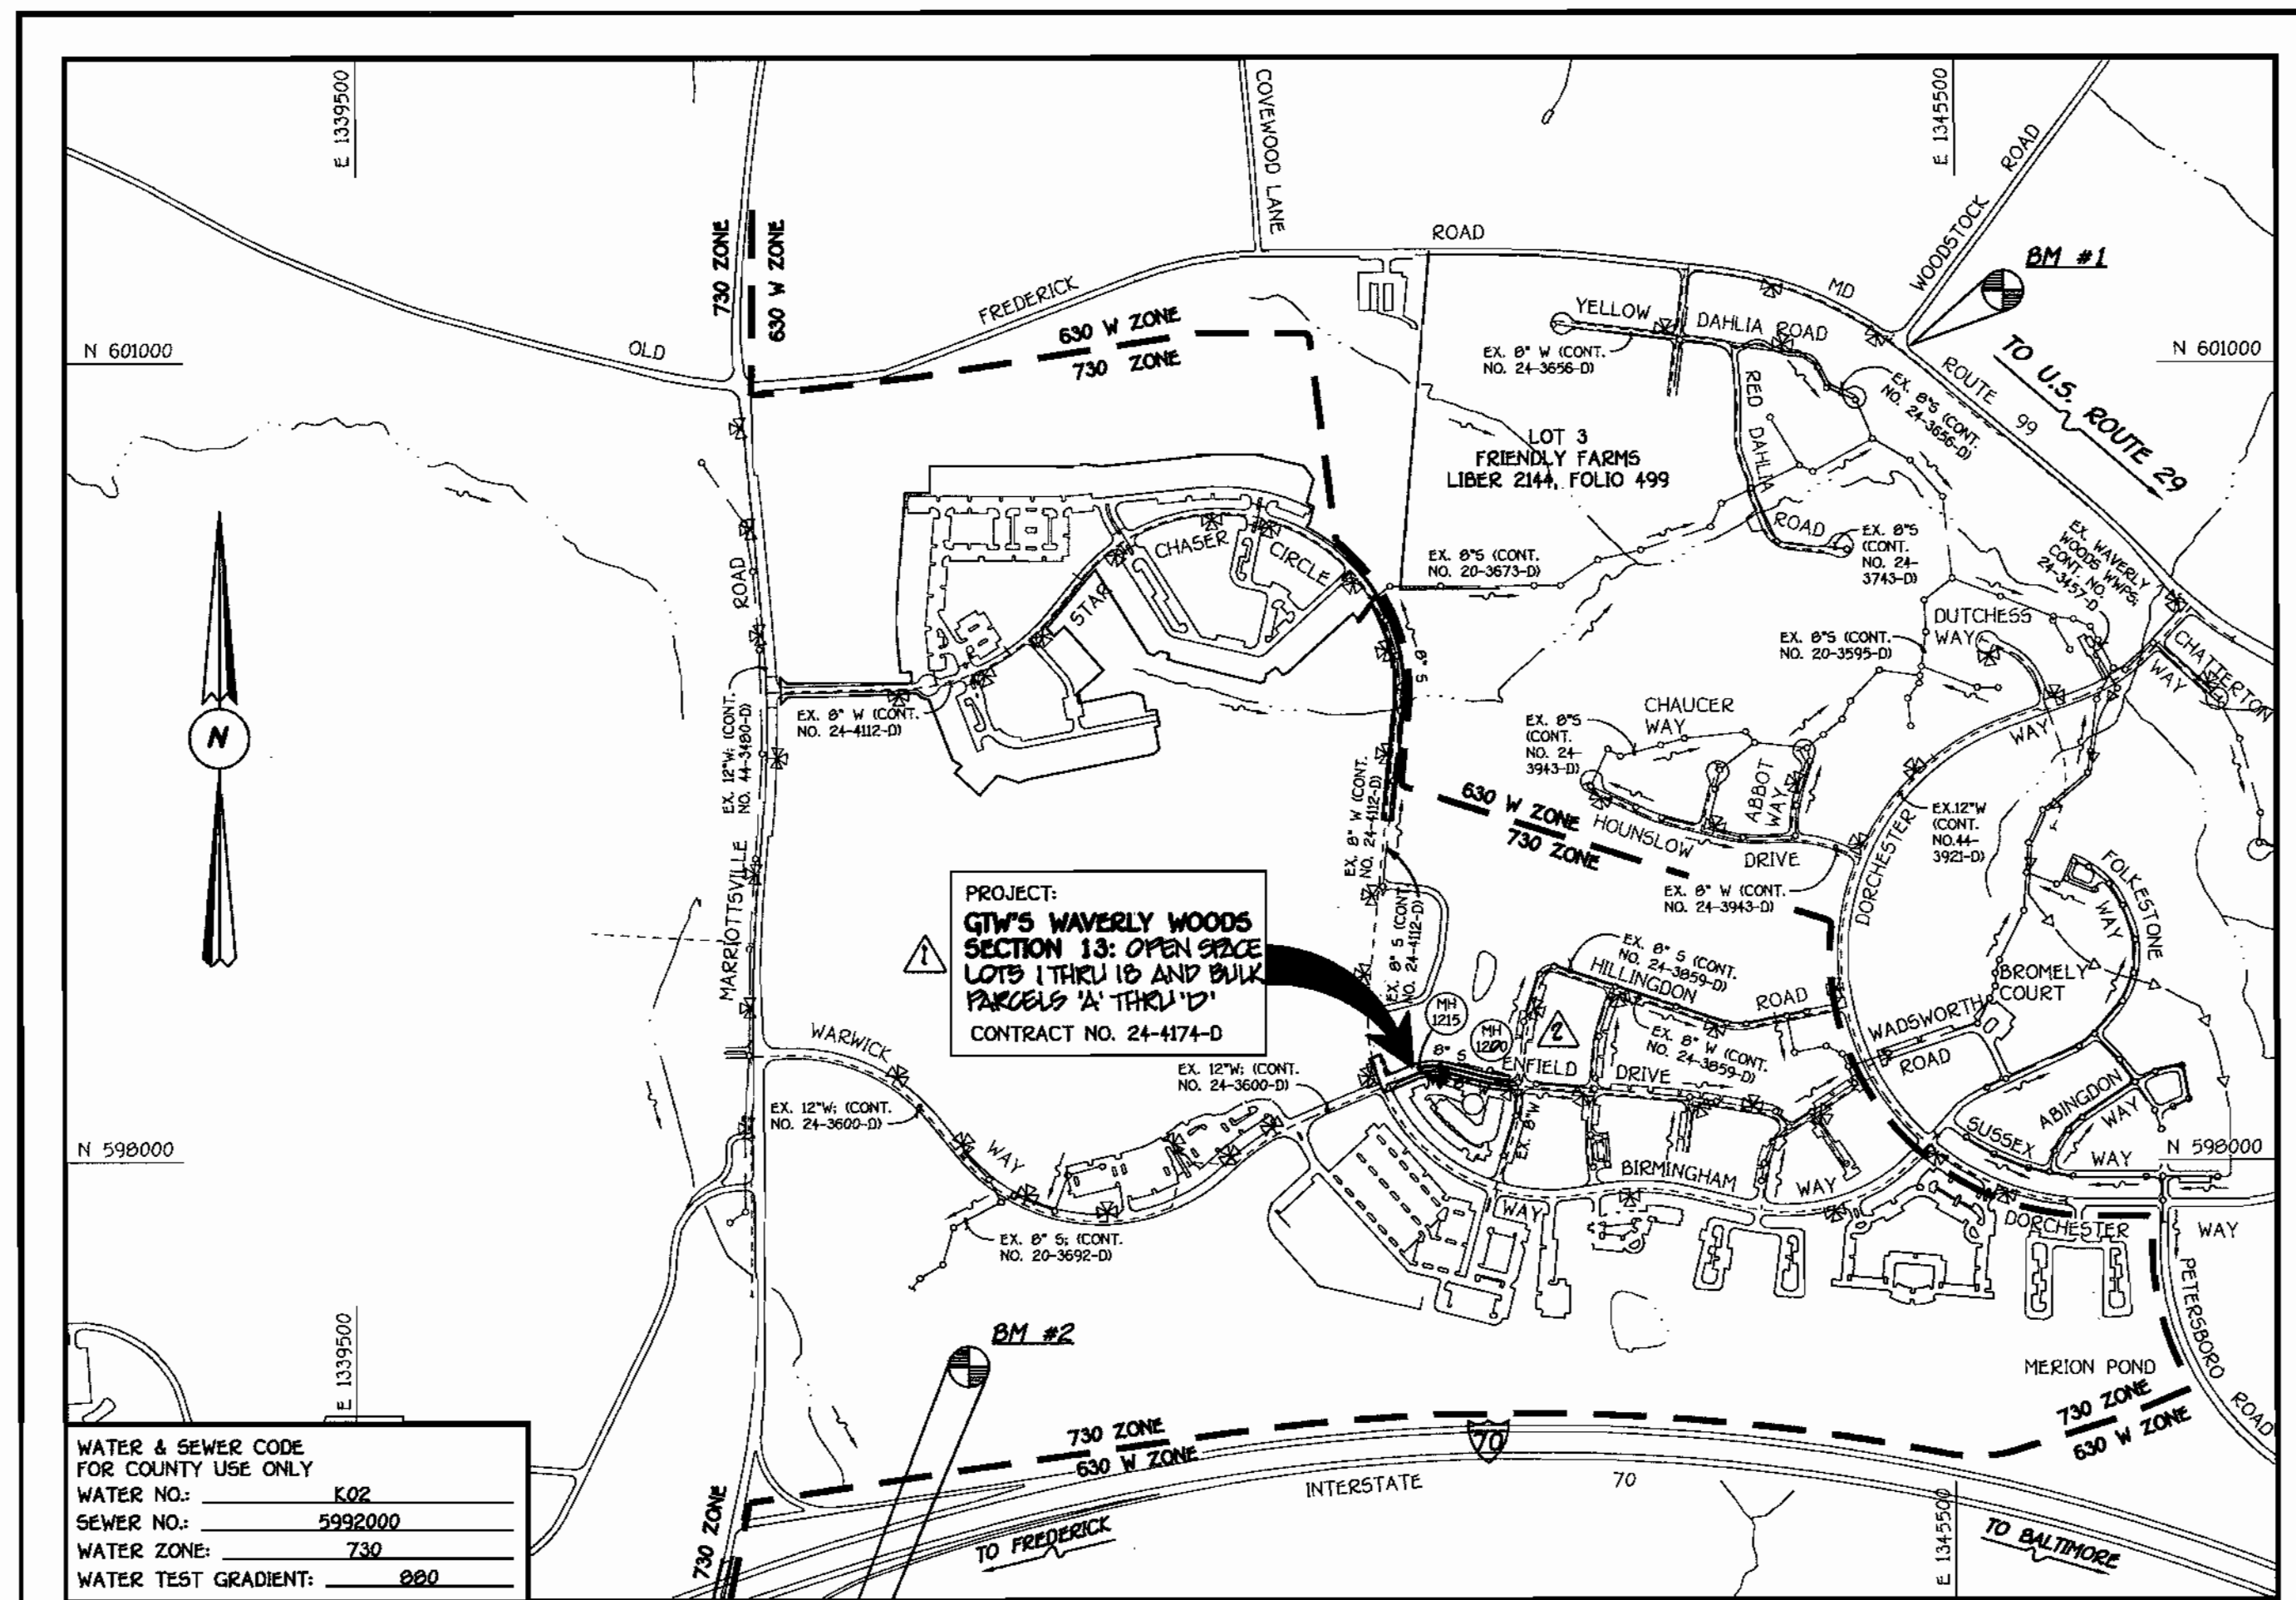 E 1339500
COVEWOOD LANE
E 1345500
WOODSTOCK ROAD
730 ZONE
630 W ZONE
ROAD
BM #1
FREDERICK
MD
630 W ZONE
730 ZONE
YELLOW
DAHLIA ROAD
N 601000
OLD
EX. 8" W (CONT.
NO. 24-3656-D)
ROUTE 99
TO U.S. ROUTE 29
N 601000
RED DAHLIA
ROAD
EX. 8"S (CONT.
NO. 24-3656-D)
LOT 3
FRIENDLY FARMS
LIBER 2144, FOLIO 499
EX. 8"S (CONT.
NO. 20-3673-D)
EX. 8"S
(CONT.
NO. 24-
3743-D)
EX. WAVERLY
WOODS WWPS;
CONT. NO.
24-3457-D
STAR
CHASER
CIRCLE
N
8" S
DUTCHESS
WAY
EX. 8"S (CONT.
NO. 20-3595-D)
CHATTERTON
WAY
EX. 8" W (CONT.
NO. 24-4112-D)
EX. 12"W; (CONT.
NO. 44-3480-D)
MARRIOTTSVILLE
ROAD
CHAUCER
WAY
EX. 8"S
(CONT.
NO. 24-
3943-D)
ABBOT
WAY
WAY
630 W ZONE
730 ZONE
HOUNSLOW
DRIVE
DORCHESTER
EX.12"W
(CONT.
NO.44-
3921-D)
EX. 8" W (CONT.
NO. 24-4112-D)
EX. 8" W (CONT.
NO. 24-3943-D)
FOLKESTONE
WAY
PROJECT:
GTW'S WAVERLY WOODS
SECTION 13: OPEN SPACE
LOTS 1 THRU 18 AND BULK
PARCELS 'A' THRU 'D'
CONTRACT NO. 24-4174-D
1
EX. 8" S (CONT.
NO. 24-4112-D)
EX. 8" S (CONT.
NO. 24-3859-D)
HILLINGDON
ROAD
BROMELY
COURT
WADSWORTH
ROAD
MH
1215
MH
1200
2
8" S
ENFIELD
DRIVE
EX. 8" W (CONT.
NO. 24-3859-D)
WARWICK
WAY
EX. 12"W; (CONT.
NO. 24-3600-D)
EX. 12"W; (CONT.
NO. 24-3600-D)
EX. 8"W
ABINGDON
WAY
SUSSEX
WAY
N 598000
N 598000
BIRMINGHAM
WAY
WAY
EX. 8" S; (CONT.
NO. 20-3692-D)
DORCHESTER
WAY
PETERSBORO
ROAD
BM #2
E 1339500
MERION POND
730 ZONE
630 W ZONE
730 ZONE
630 W ZONE
70
INTERSTATE
70
730 ZONE
TO FREDERICK
E 1345500
TO BALTIMORE
WATER & SEWER CODE
FOR COUNTY USE ONLY
WATER NO.: K02
SEWER NO.: 5992000
WATER ZONE: 730
WATER TEST GRADIENT: 880